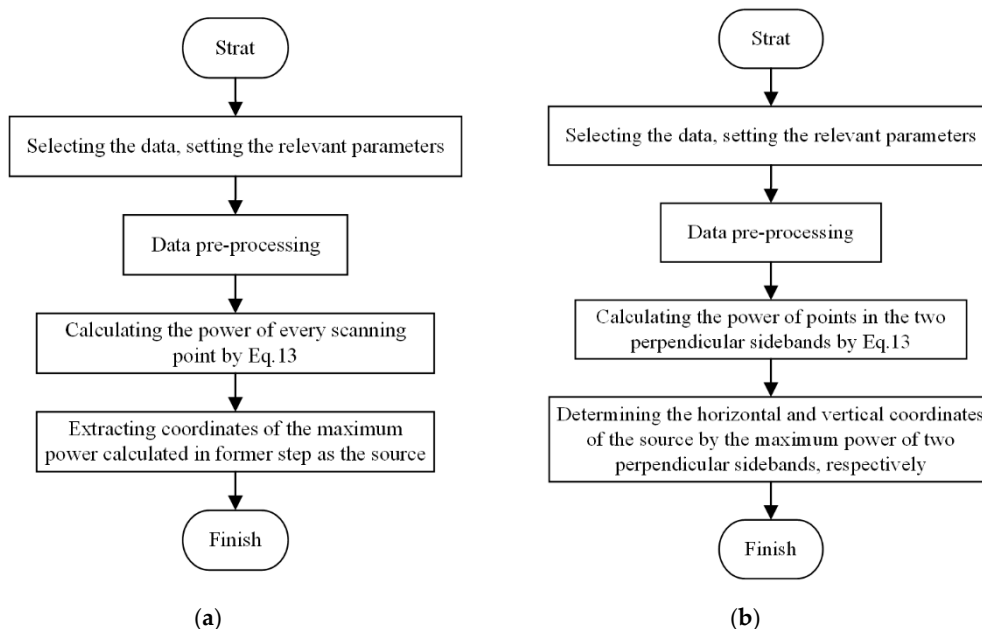 Strat
Selecting the data, setting the relevant parameters
Data pre-processing
Calculating the power of every scanning
point by Eq.13
Extracting coordinates of the maximum
power calculated in former step as the source
Finish
(a)
Strat
Selecting the data, setting the relevant parameters
Data pre-processing
Calculating the power of points in the two
perpendicular sidebands by Eq.13
Determining the horizontal and vertical coordinates
of the source by the maximum power of two
perpendicular sidebands, respectively
Finish
(b)